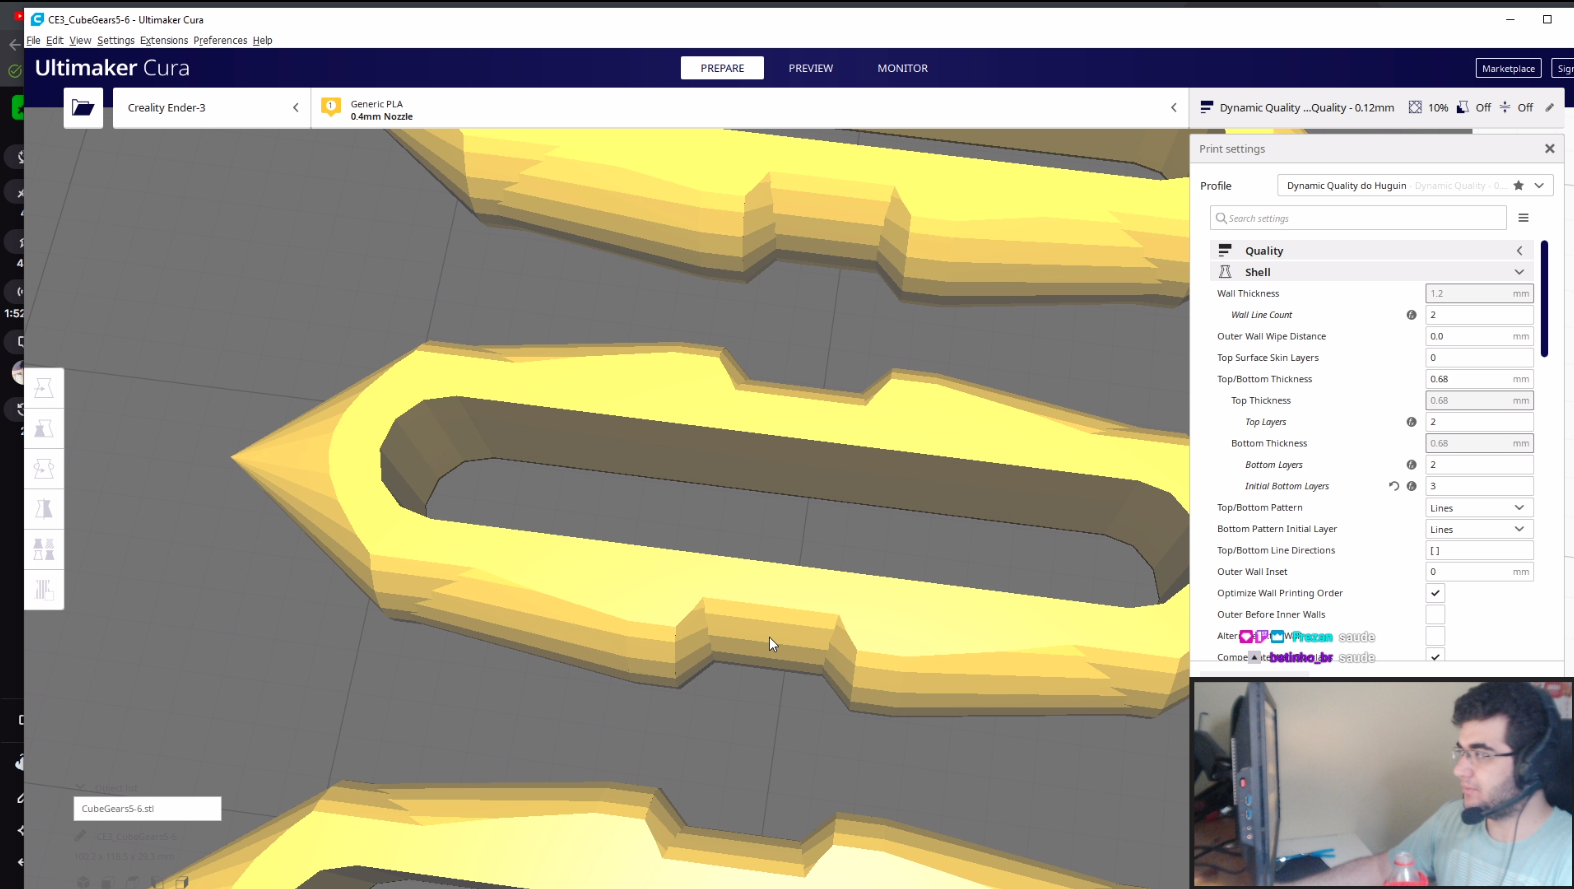 CE3_CubeGears5-6 - Ultimaker Cura
File Edit View Settings Extensions Preferences Help
Ultimaker Cura
PREPARE
PREVIEW
MONITOR
Marketplace
Creality Ender-3
1
Generic PLA
0.4mm Nozzle
Dynamic Quality ...Quality - 0.12mm
10%
Off
Off
Print settings
Profile
Dynamic Quality do Huguin - Dynamic Quality - 0...
Search settings
Quality
Shell
Wall Thickness 1.2 mm
Wall Line Count 2
Outer Wall Wipe Distance 0.0 mm
Top Surface Skin Layers 0
Top/Bottom Thickness 0.68 mm
Top Thickness 0.68 mm
Top Layers 2
Bottom Thickness 0.68 mm
Bottom Layers 2
Initial Bottom Layers 3
Top/Bottom Pattern Lines
Bottom Pattern Initial Layer Lines
Top/Bottom Line Directions [ ]
Outer Wall Inset 0 mm
Optimize Wall Printing Order
Outer Before Inner Walls
Prezan saude
betinho_br saude
1:52
CubeGears5-6.stl
CE3_CubeGears5-6